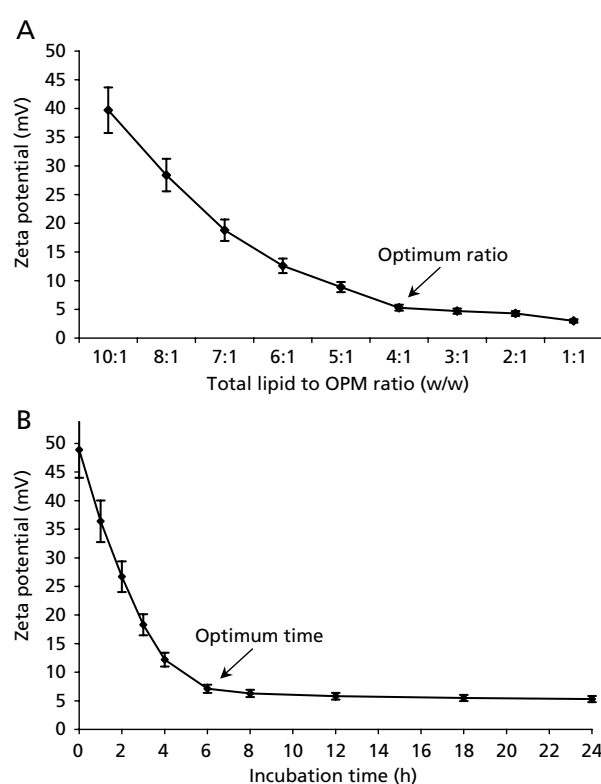 A
50
45
40
35
30
25
20
15
10
5
0
Zeta potential (mV)
Optimum ratio
10:1 8:1 7:1 6:1 5:1 4:1 3:1 2:1 1:1
Total lipid to OPM ratio (w/w)
B
50
45
40
35
30
25
20
15
10
5
0
Zeta potential (mV)
Optimum time
0 2 4 6 8 10 12 14 16 18 20 22 24
Incubation time (h)